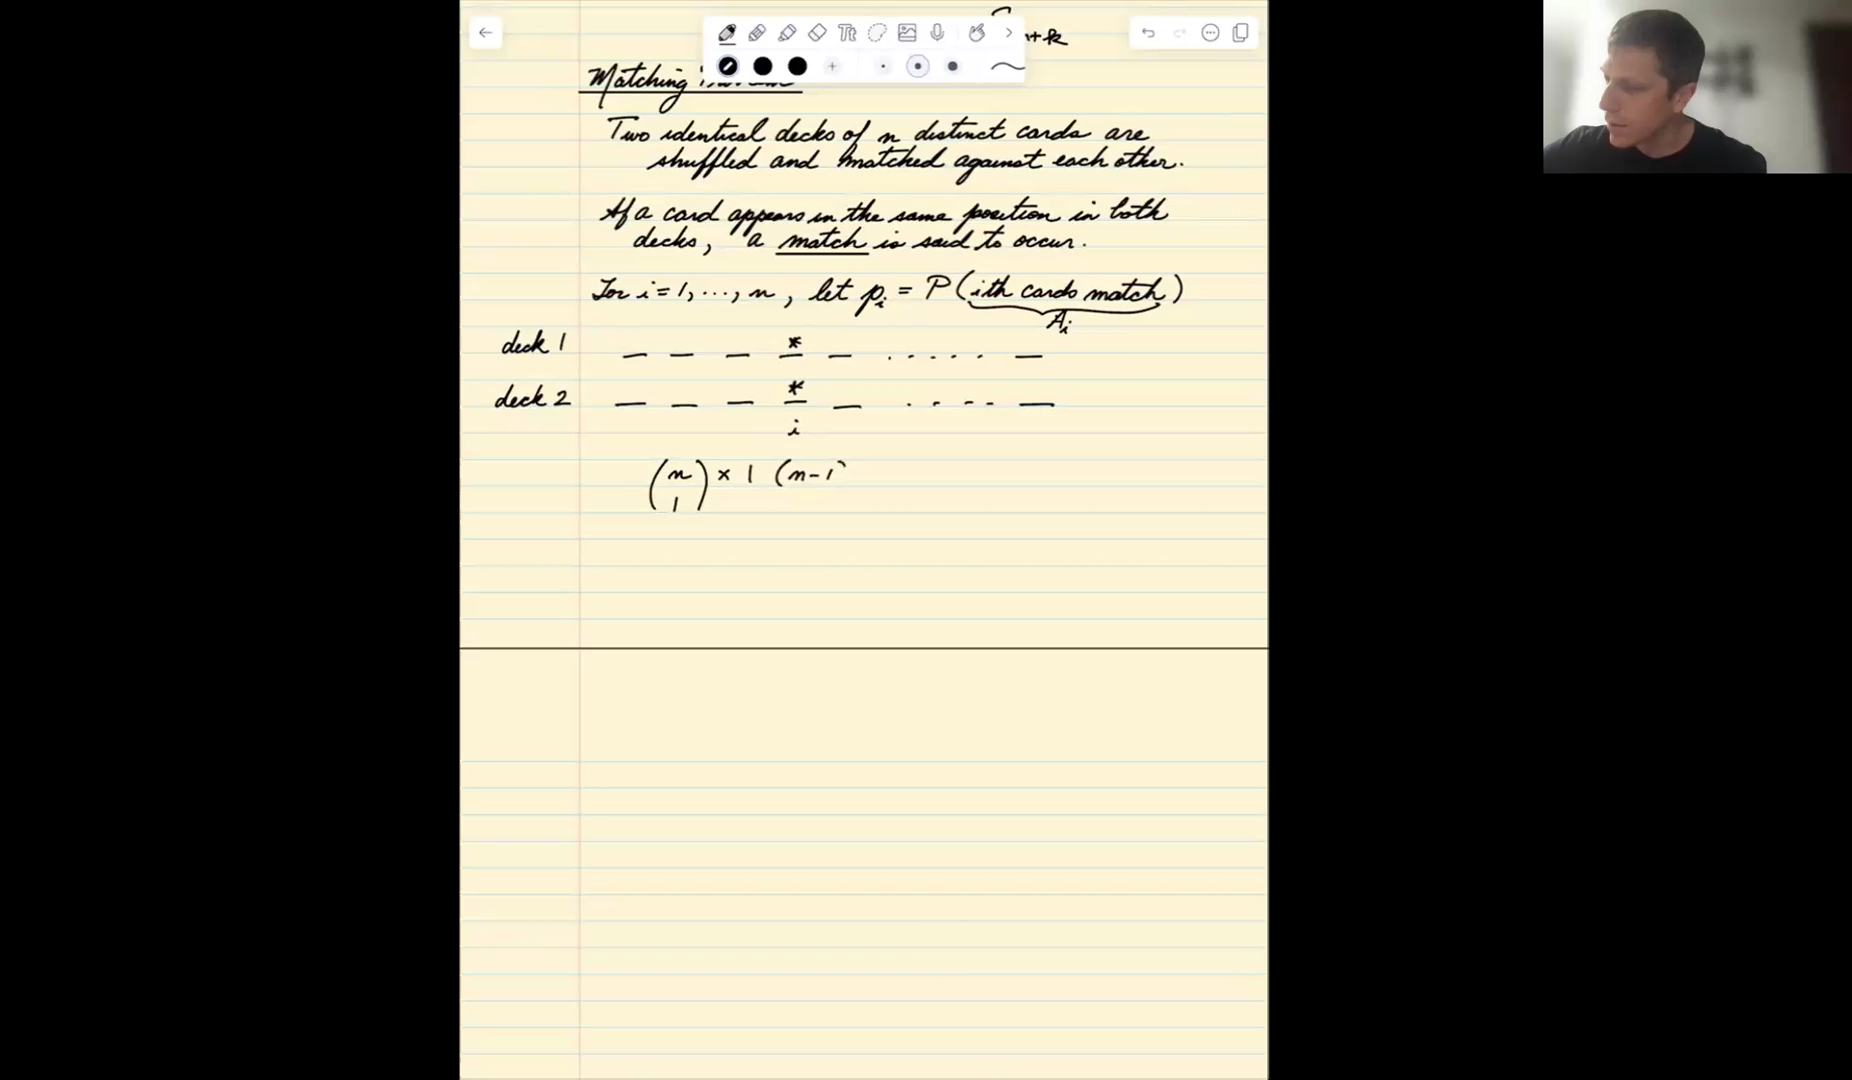 n+k
Matching
Two identical decks of n distinct cards are
shuffled and matched against each other.
If a card appears in the same position in both
decks, a match is said to occur.
For i = 1, ..., n, let pᵢ = P(ith cards match)
Aᵢ
deck 1 _ _ _ * _ ..... _
deck 2 _ _ _ * _ .... _
i
(n 1) × 1 (n-1)
Tt